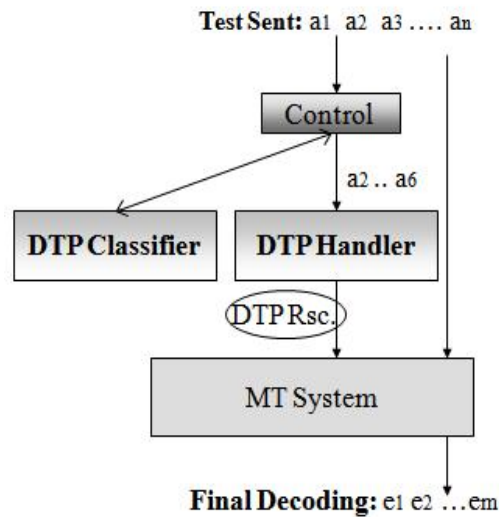 Test Sent: a1 a2 a3 .... an
Control
a2 .. a6
DTP Classifier
DTP Handler
DTP Rsc.
MT System
Final Decoding: e1 e2 ...em